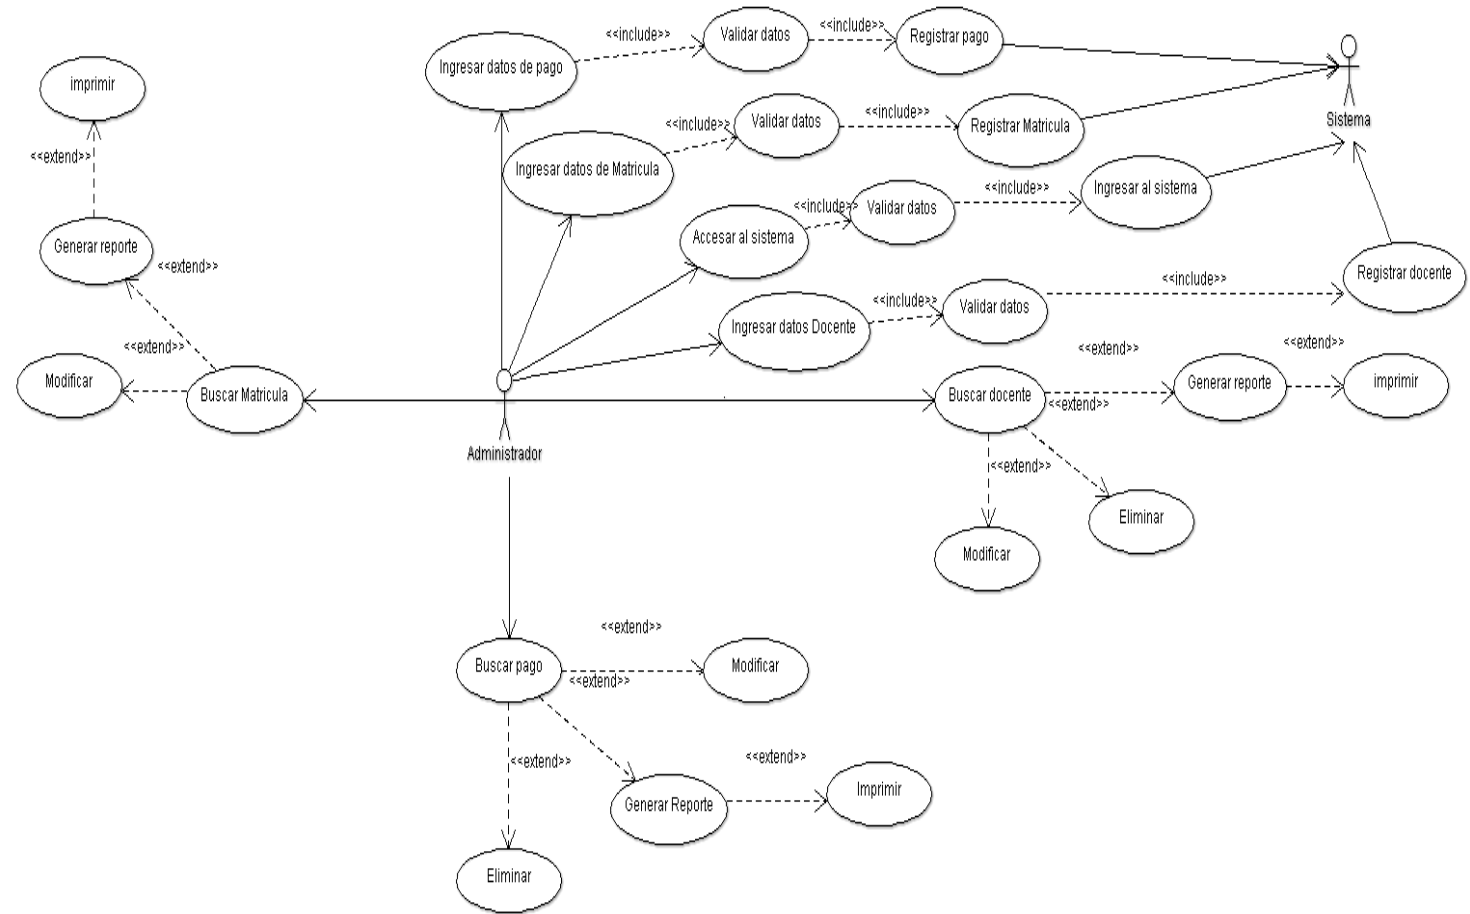 <<include>>
Validar datos
<<include>>
Registrar pago
Ingresar datos de pago
imprimir
<<include>>
Validar datos
<<include>>
Registrar Matricula
Sistema
<<extend>>
Ingresar datos de Matricula
<<include>>
Validar datos
<<include>>
Ingresar al sistema
Accesar al sistema
Generar reporte
<<extend>>
<<include>>
Validar datos
<<include>>
Registrar docente
Ingresar datos Docente
<<extend>>
<<extend>>
<<extend>>
Modificar
Buscar Matricula
Buscar docente
<<extend>>
Generar reporte
imprimir
Administrador
<<extend>>
Eliminar
Modificar
<<extend>>
Buscar pago
<<extend>>
Modificar
<<extend>>
<<extend>>
Generar Reporte
Imprimir
Eliminar